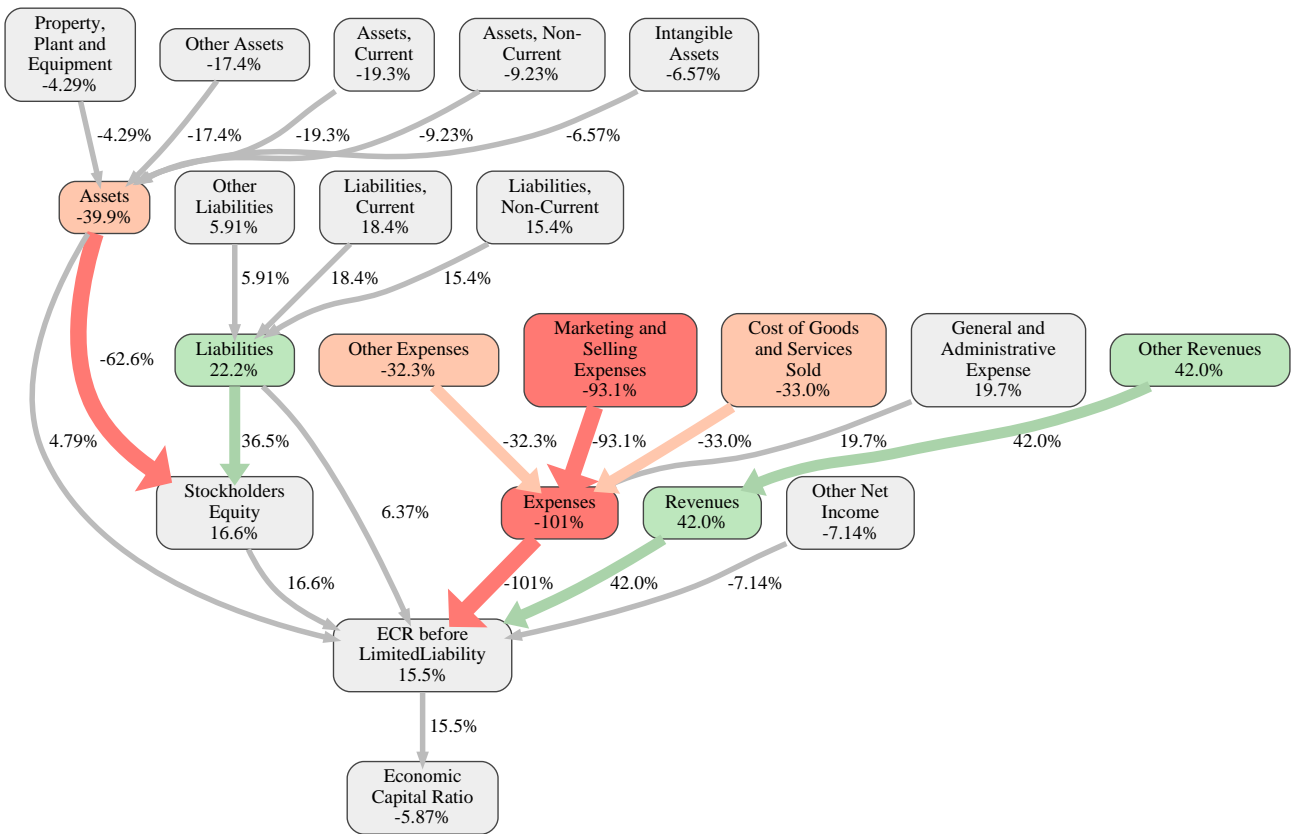 Property,
Plant and
Equipment
-4.29%
Other Assets
-17.4%
Assets,
Current
-19.3%
Assets, Non-
Current
-9.23%
Intangible
Assets
-6.57%
-4.29%
-17.4%
-19.3%
-9.23%
-6.57%
Assets
-39.9%
Other
Liabilities
5.91%
Liabilities,
Current
18.4%
Liabilities,
Non-Current
15.4%
5.91%
18.4%
15.4%
-62.6%
Liabilities
22.2%
Other Expenses
-32.3%
Marketing and
Selling
Expenses
-93.1%
Cost of Goods
and Services
Sold
-33.0%
General and
Administrative
Expense
19.7%
Other Revenues
42.0%
4.79%
36.5%
-32.3%
-93.1%
-33.0%
19.7%
42.0%
Stockholders
Equity
16.6%
6.37%
Expenses
-101%
Revenues
42.0%
Other Net
Income
-7.14%
16.6%
-101%
42.0%
-7.14%
ECR before
LimitedLiability
15.5%
15.5%
Economic
Capital Ratio
-5.87%